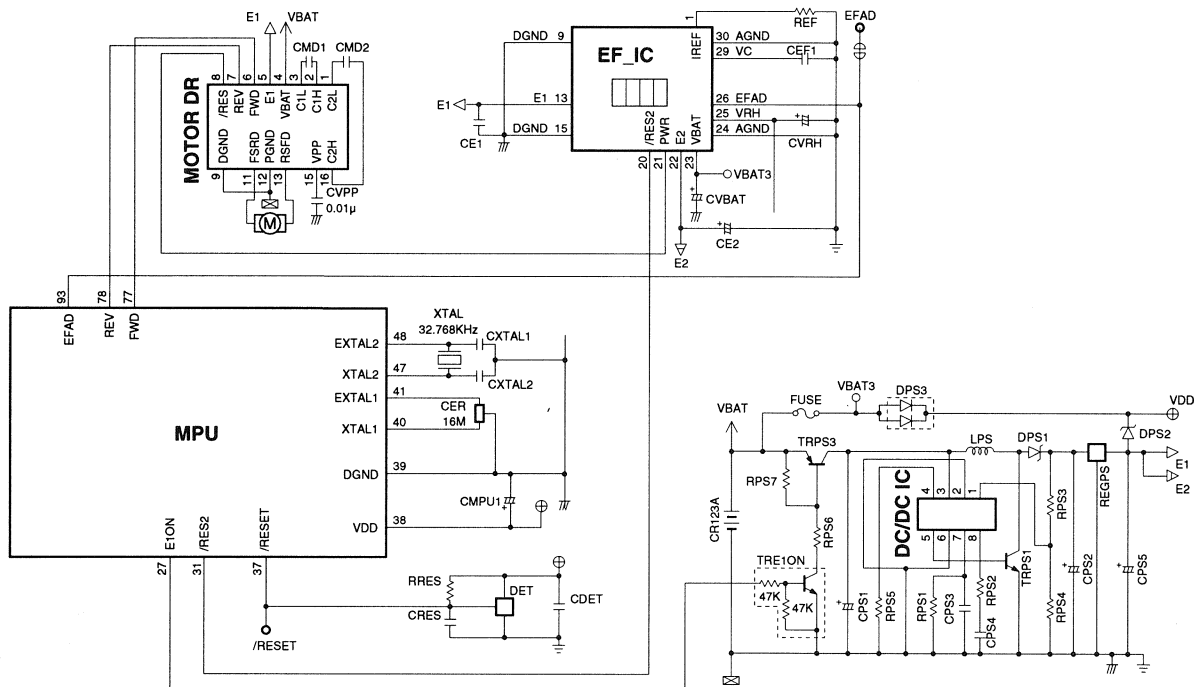 E1
VBAT
CMD1
CMD2
8 7 6 5 4 3 2 1
/RES REV FWD E1 VBAT C1L C1H C2L
MOTOR DR
DGND FSRD PGND RSFD VPP C2H
9 11 12 13 15 16
CVPP
0.01µ
M
DGND 9
E1
E1 13
DGND 15
CE1
EF_IC
1
IREF
REF
EFAD
30 AGND
29 VC
CEF1
26 EFAD
25 VRH
24 AGND
CVRH
/RES2 PWR E2 VBAT
20 21 22 23
VBAT3
+
CVBAT
+
CE2
E2
93 78 77
EFAD REV FWD
MPU
EXTAL2 48
XTAL2 47
EXTAL1 41
XTAL1 40
DGND 39
VDD 38
XTAL
32.768KHz
CXTAL1
CXTAL2
CER
16M
CMPU1
+
E1ON /RES2 /RESET
27 31 37
RRES
CRES
DET
CDET
/RESET
VBAT
FUSE
VBAT3
DPS3
VDD
TRPS3
LPS
DPS1
DPS2
E1
E2
RPS7
RPS6
CR123A
DC/DC IC
4 3 2 1
5 6 7 8
RPS3
REGPS
TRE1ON
47K
47K
+
CPS1
RPS5
RPS1
CPS3
RPS2
CPS4
TRPS1
RPS4
+
CPS2
+
CPS5